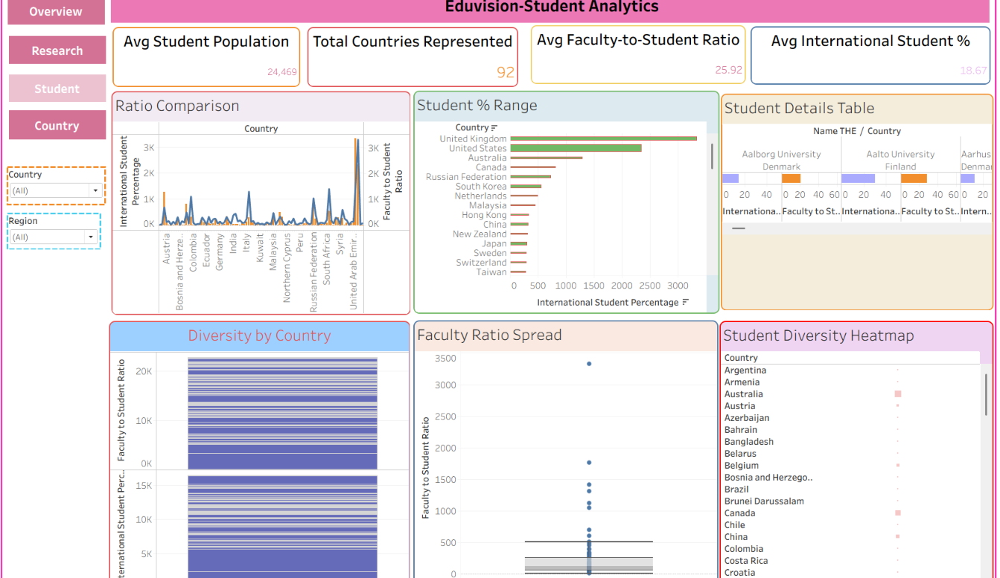 Eduvision-Student Analytics
Overview
Research
Student
Country
Country
(All)
Region
(All)
Avg Student Population
24,469
Total Countries Represented
92
Avg Faculty-to-Student Ratio
25.92
Avg International Student %
18.67
Ratio Comparison
Country
International Student Percentage
3K
2K
1K
0K
Faculty to Student Ratio
3K
2K
1K
0K
Austria
Bosnia and Herze..
Colombia
Ecuador
Germany
India
Italy
Kuwait
Malaysia
Northern Cyprus
Peru
Russian Federation
South Africa
Syria
United Arab Emir..
Student % Range
Country
United Kingdom
United States
Australia
Canada
Russian Federation
South Korea
Netherlands
Malaysia
Hong Kong
China
New Zealand
Japan
Sweden
Switzerland
Taiwan
0 500 1000 1500 2000 2500 3000
International Student Percentage
Student Details Table
Name THE / Country
Aalborg University Aalto University Aarhus
Denmark Finland Denmar
0 20 40 0 20 40 60 0 20 40 0 20 40 60 0 20
Internationa.. Faculty to St.. Internationa.. Faculty to St.. Intern..
Diversity by Country
Faculty to Student Ratio
20K
10K
0K
ternational Student Perc..
15K
10K
5K
Faculty Ratio Spread
Faculty to Student Ratio
3500
3000
2500
2000
1500
1000
500
0
Student Diversity Heatmap
Country
Argentina
Armenia
Australia
Austria
Azerbaijan
Bahrain
Bangladesh
Belarus
Belgium
Bosnia and Herzego..
Brazil
Brunei Darussalam
Canada
Chile
China
Colombia
Costa Rica
Croatia